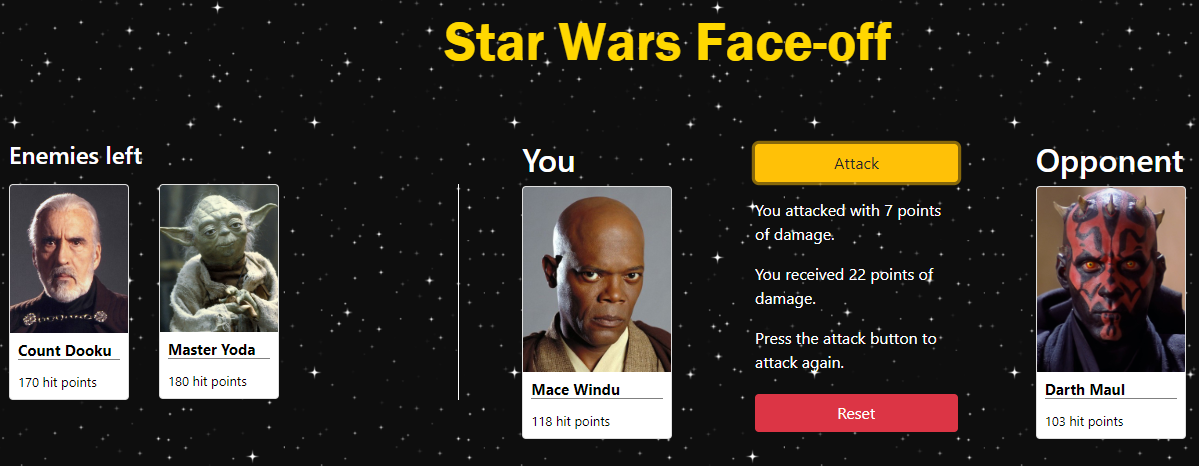 Star Wars Face-off
Enemies left
Count Dooku
170 hit points
Master Yoda
180 hit points
You
Mace Windu
118 hit points
Attack
You attacked with 7 points
of damage.
You received 22 points of
damage.
Press the attack button to
attack again.
Reset
Opponent
Darth Maul
103 hit points